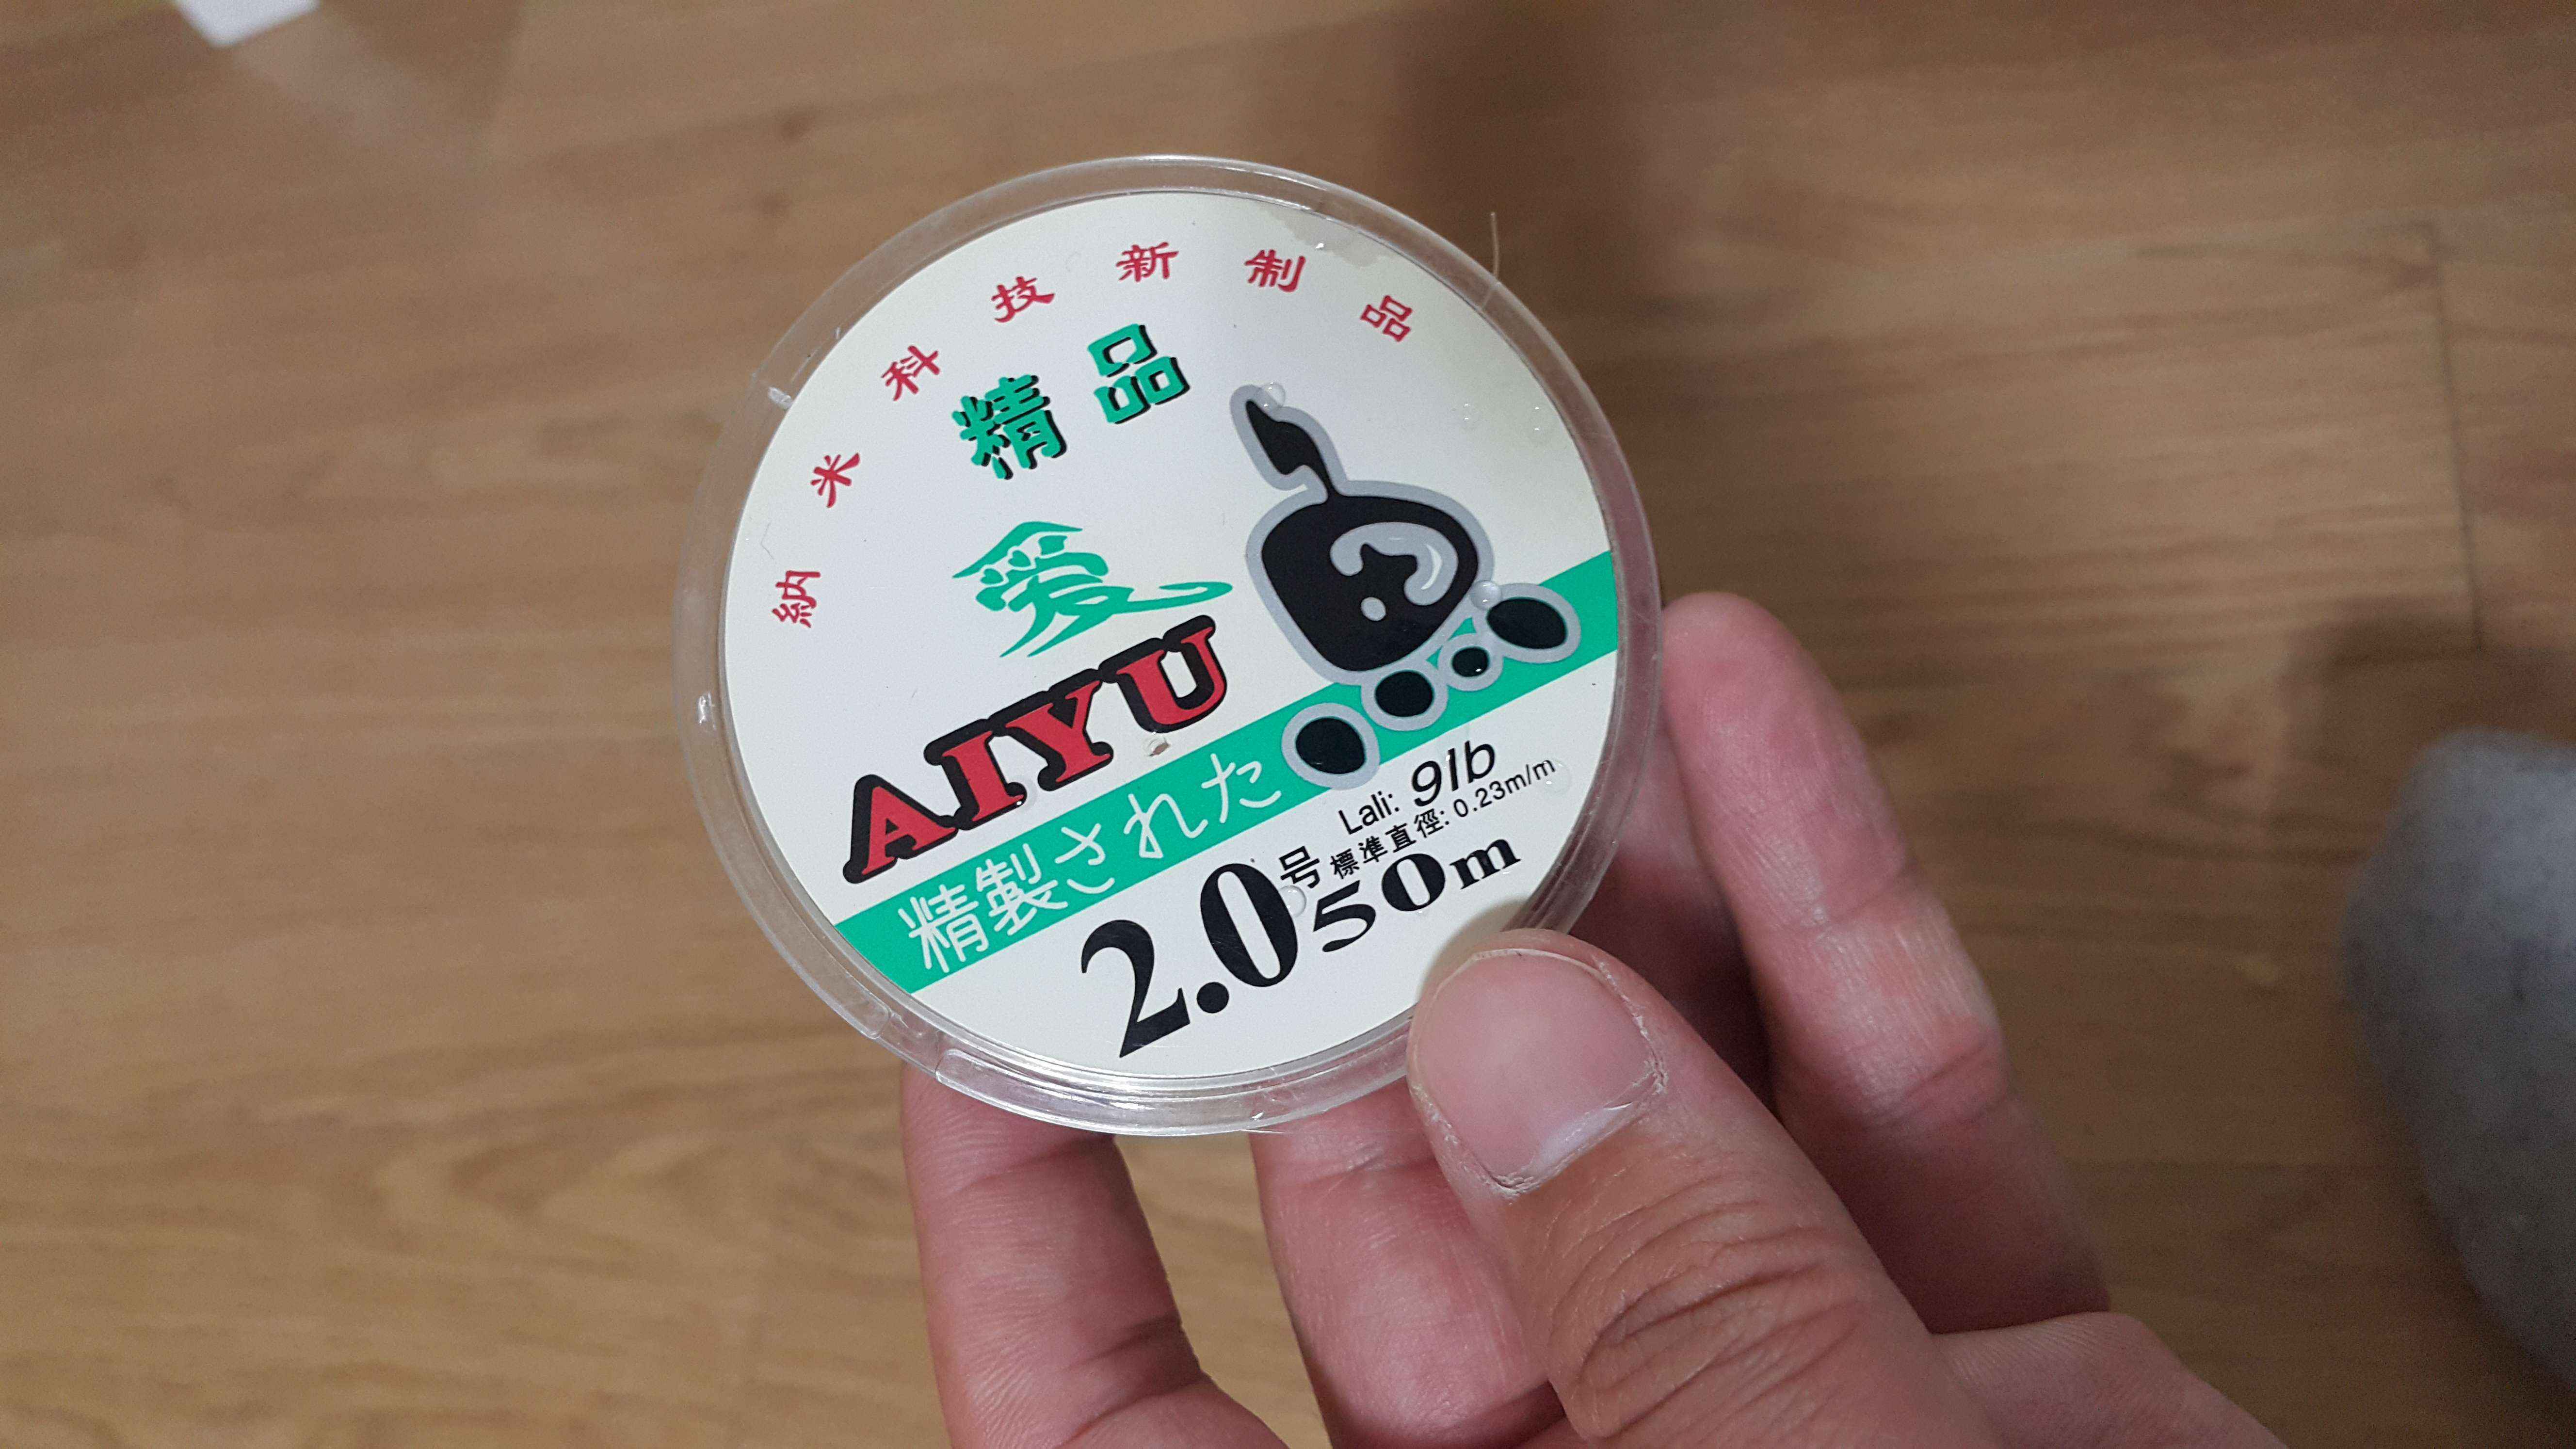 納米科技新制品
精品
爱
AIYU
精製された
Lali: 9lb
標準直徑: 0.23m/m
2.0号 50m